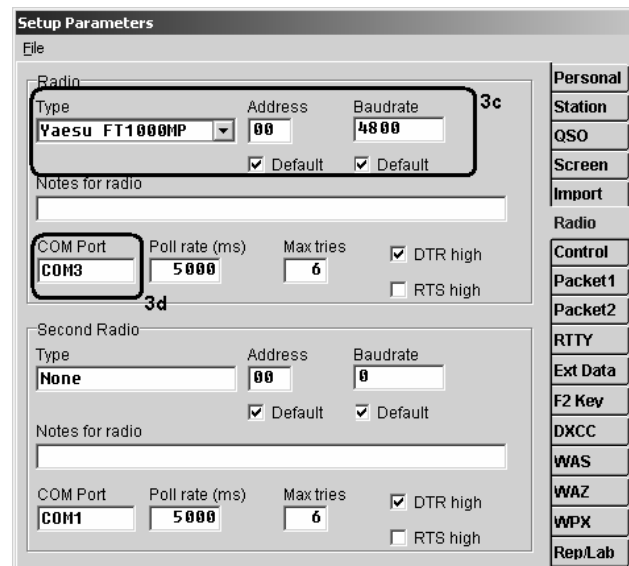 Setup Parameters
File
Radio
3c
Type Address Baudrate
Yaesu FT1000MP 00 4800
Default Default
Notes for radio
COM Port Poll rate (ms) Max tries
COM3 5000 6
DTR high
RTS high
3d
Second Radio
Type Address Baudrate
None 00 0
Default Default
Notes for radio
COM Port Poll rate (ms) Max tries
COM1 5000 6
DTR high
RTS high
Personal
Station
QSO
Screen
Import
Radio
Control
Packet1
Packet2
RTTY
Ext Data
F2 Key
DXCC
WAS
WAZ
WPX
Rep/Lab